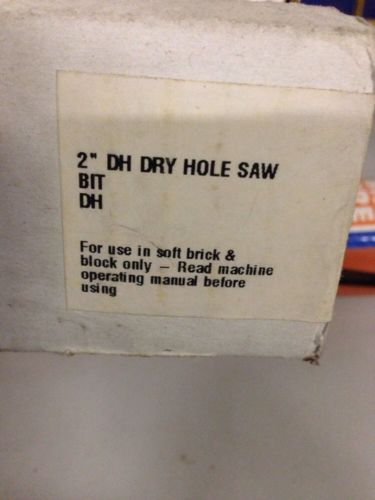 2" DH DRY HOLE SAW
BIT
DH
For use in soft brick &
block only – Read machine
operating manual before
using